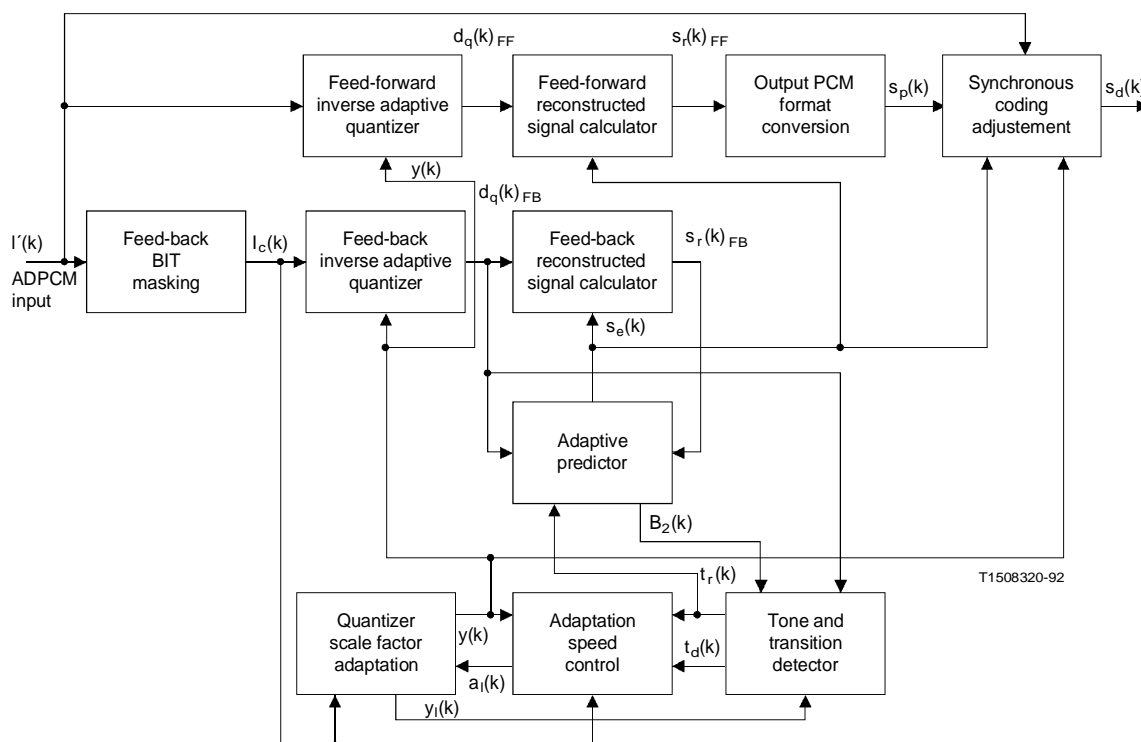 d_q(k)_FF
s_r(k)_FF
Feed-forward
inverse adaptive
quantizer
Feed-forward
reconstructed
signal calculator
Output PCM
format
conversion
s_p(k)
Synchronous
coding
adjustement
s_d(k)
y(k)
d_q(k)_FB
I´(k)
ADPCM
input
Feed-back
BIT
masking
I_c(k)
Feed-back
inverse adaptive
quantizer
Feed-back
reconstructed
signal calculator
s_r(k)_FB
s_e(k)
Adaptive
predictor
B_2(k)
t_r(k)
T1508320-92
Quantizer
scale factor
adaptation
y(k)
a_l(k)
Adaptation
speed
control
t_d(k)
Tone and
transition
detector
y_l(k)